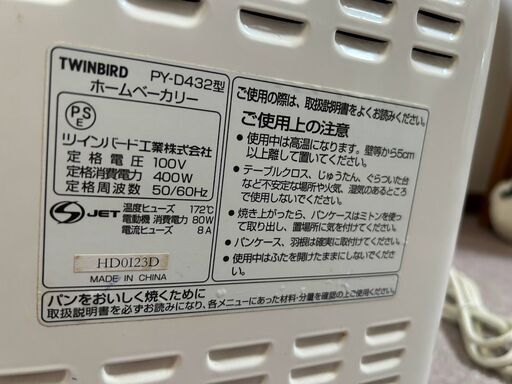 TWINBIRD PY-D432型
ホームベーカリー
PSE
ツインバード工業株式会社
定格電圧 100V
定格消費電力 400W
定格周波数 50/60Hz
S JET
温度ヒューズ 172℃
電動機 消費電力 80W
電流ヒューズ 8A
HD0123D
MADE IN CHINA
ご使用の際は、取扱説明書をよくお読みください。
ご使用上の注意
● 使用中は高温になります。壁等から5cm
以上離して置いてください。
● テーブルクロス、じゅうたん、ぐらついた台
など不安定な場所や火気、湿気のあるところ
で使用しないでください。
● 焼き上がったら、パンケースはミトンを使っ
て取り出し、置場所に気を付けてください。
● パンケース、羽根は確実に取付けてください。
● 使用中はふたを開けたままにしないでください。
パンをおいしく焼くために
取扱説明書を必ずお読みになり、各メニューにあった材料・分量を確認の上ご使用ください。